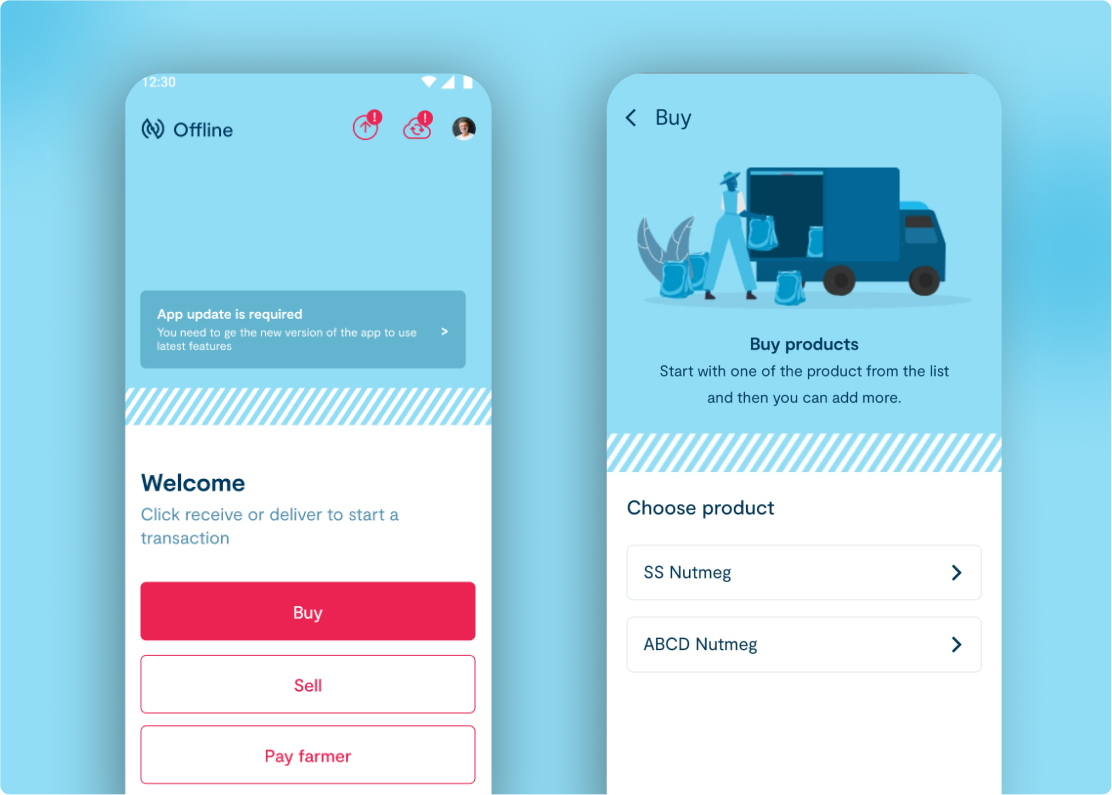 12:30
Offline
!
!
App update is required
You need to ge the new version of the app to use
latest features
Welcome
Click receive or deliver to start a
transaction
Buy
Sell
Pay farmer
Buy
Buy products
Start with one of the product from the list
and then you can add more.
Choose product
SS Nutmeg
ABCD Nutmeg